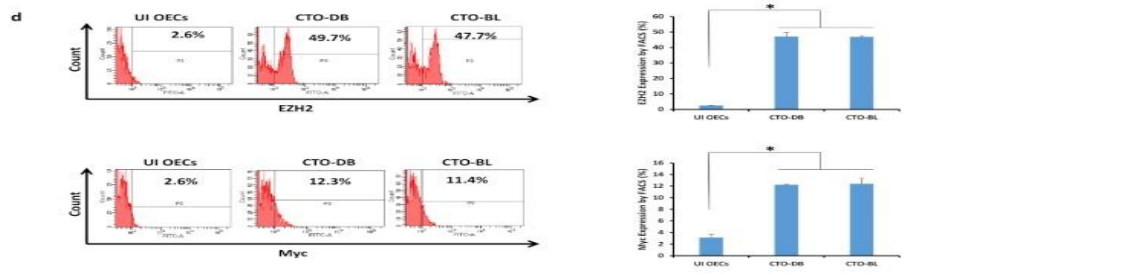 d
UI OECs CTO-DB CTO-BL
2.6% 49.7% 47.7%
Count
EZH2
*
EZH2 Expression by FACS (%)
60
50
40
30
20
10
0
UI OECs CTO-DB CTO-BL
UI OECs CTO-DB CTO-BL
2.6% 12.3% 11.4%
Count
FITC-A
Myc
*
Myc Expression by FACS (%)
16
14
12
10
8
6
4
2
0
UI OECs CTO-DB CTO-BL